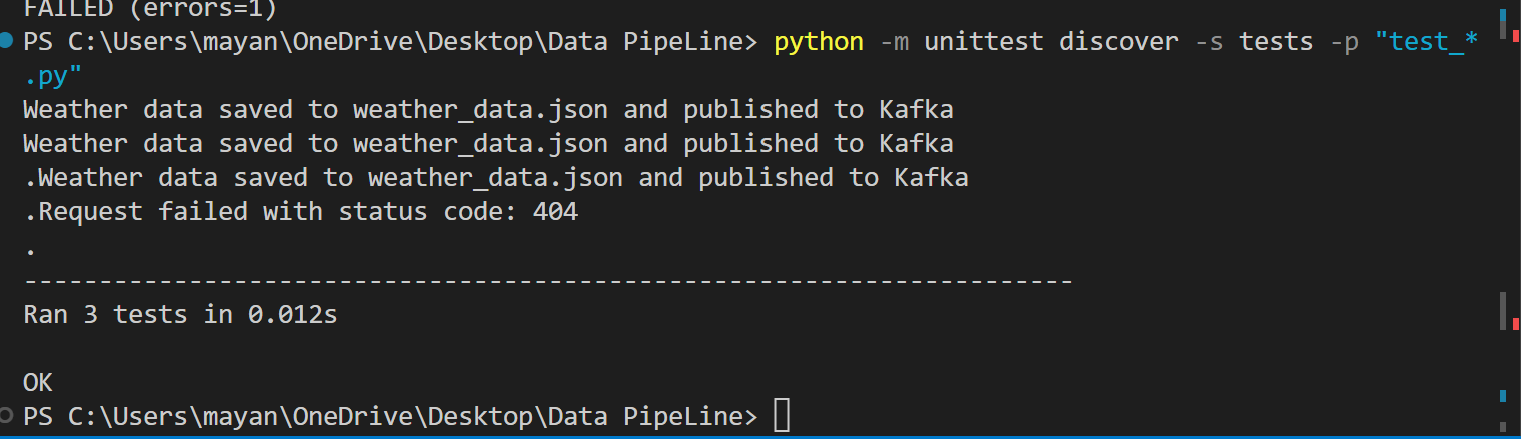 FAILED (errors=1)
PS C:\Users\mayan\OneDrive\Desktop\Data PipeLine> python -m unittest discover -s tests -p "test_*
.py"
Weather data saved to weather_data.json and published to Kafka
Weather data saved to weather_data.json and published to Kafka
.Weather data saved to weather_data.json and published to Kafka
.Request failed with status code: 404
.
----------------------------------------------------------------------
Ran 3 tests in 0.012s
OK
PS C:\Users\mayan\OneDrive\Desktop\Data PipeLine>